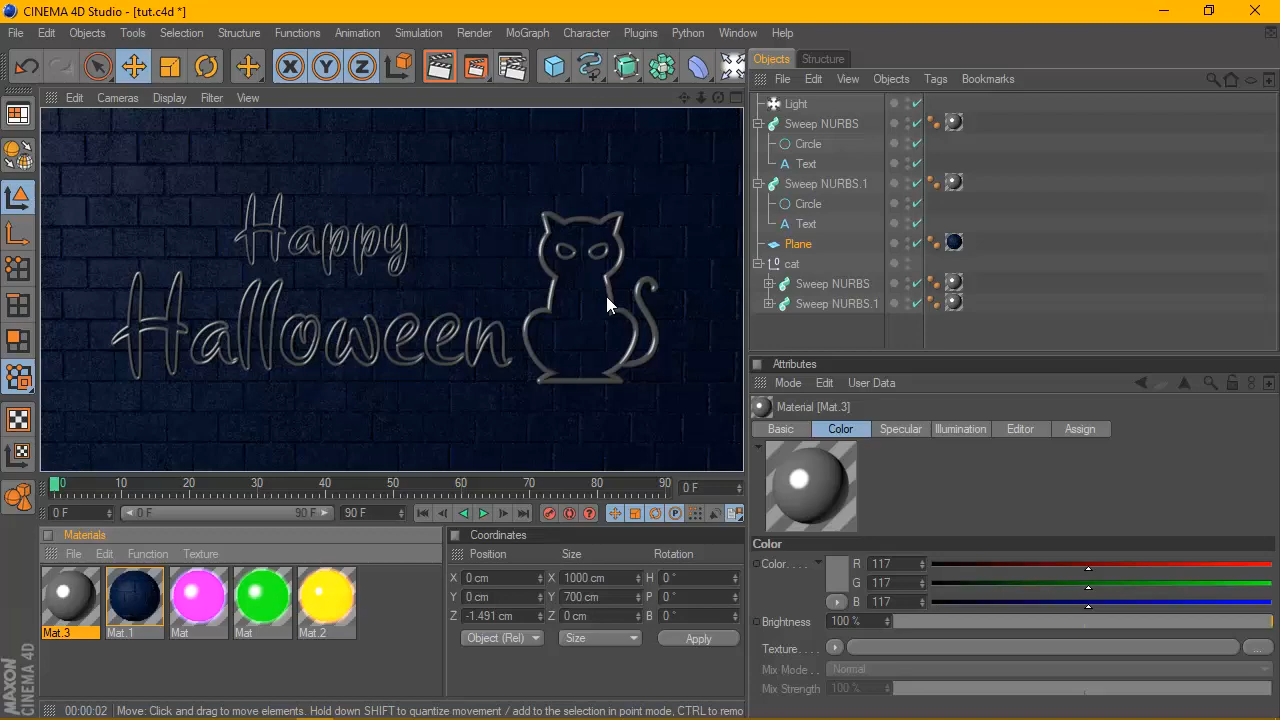 CINEMA 4D Studio - [tut.c4d *]
File Edit Objects Tools Selection Structure Functions Animation Simulation Render MoGraph Character Plugins Python Window Help
Objects Structure
File Edit View Objects Tags Bookmarks
Edit Cameras Display Filter View
Light
Sweep NURBS
Circle
Text
Sweep NURBS.1
Circle
Text
Plane
cat
Sweep NURBS
Sweep NURBS.1
Happy
Halloween
Attributes
Mode Edit User Data
Material [Mat.3]
Basic Color Specular Illumination Editor Assign
0 10 20 30 40 50 60 70 80 90 0 F
0 F 0 F 90 F 90 F
Materials
File Edit Function Texture
Mat.3 Mat.1 Mat Mat Mat.2
Coordinates
Position Size Rotation
X 0 cm X 1000 cm H 0 °
Y 0 cm Y 700 cm P 0 °
Z -1.491 cm Z 0 cm B 0 °
Object (Rel) Size Apply
Color
Color. . . . R 117
G 117
B 117
Brightness 100 %
Texture. . . . ...
Mix Mode . Normal
Mix Strength 100 %
MAXON
CINEMA 4D
00:00:02 Move: Click and drag to move elements. Hold down SHIFT to quantize movement / add to the selection in point mode, CTRL to remo